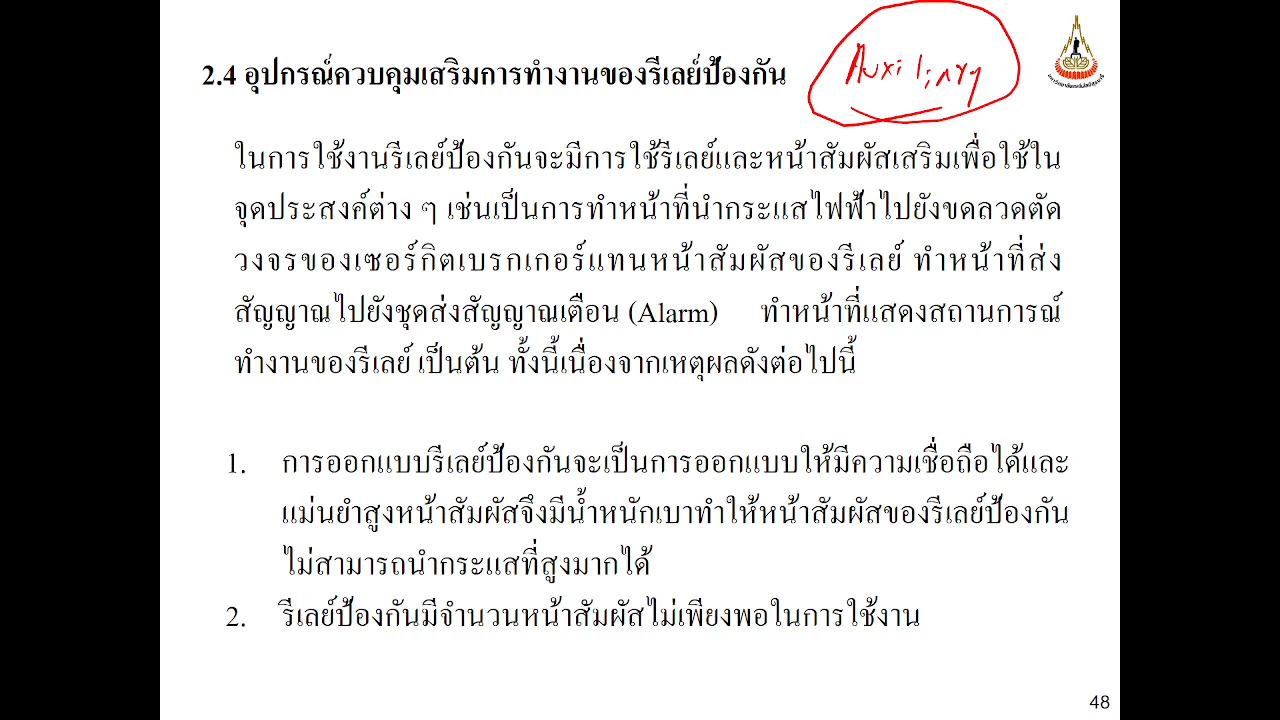 2.4 อุปกรณ์ควบคุมเสริมการทำงานของรีเลย์ป้องกัน
Auxiliary
ในการใช้งานรีเลย์ป้องกันจะมีการใช้รีเลย์และหน้าสัมผัสเสริมเพื่อใช้ใน
จุดประสงค์ต่าง ๆ เช่นเป็นการทำหน้าที่นำกระแสไฟฟ้าไปยังขดลวดตัด
วงจรของเซอร์กิตเบรกเกอร์แทนหน้าสัมผัสของรีเลย์ ทำหน้าที่ส่ง
สัญญาณไปยังชุดส่งสัญญาณเตือน (Alarm) ทำหน้าที่แสดงสถานการณ์
ทำงานของรีเลย์ เป็นต้น ทั้งนี้เนื่องจากเหตุผลดังต่อไปนี้
1. การออกแบบรีเลย์ป้องกันจะเป็นการออกแบบให้มีความเชื่อถือได้และ
แม่นยำสูงหน้าสัมผัสจึงมีน้ำหนักเบาทำให้หน้าสัมผัสของรีเลย์ป้องกัน
ไม่สามารถนำกระแสที่สูงมากได้
2. รีเลย์ป้องกันมีจำนวนหน้าสัมผัสไม่เพียงพอในการใช้งาน
48